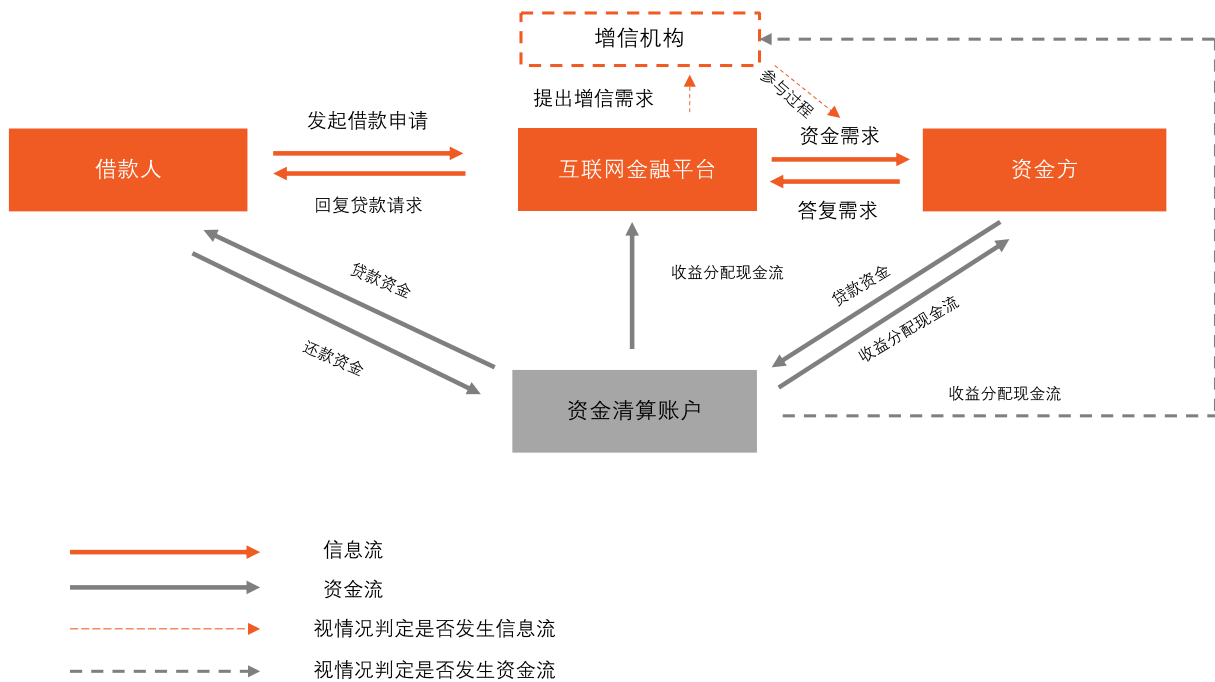 增信机构
参与过程
提出增信需求
发起借款申请
资金需求
借款人
互联网金融平台
资金方
回复贷款请求
答复需求
贷款资金
收益分配现金流
贷款资金
还款资金
收益分配现金流
收益分配现金流
资金清算账户
信息流
资金流
视情况判定是否发生信息流
视情况判定是否发生资金流